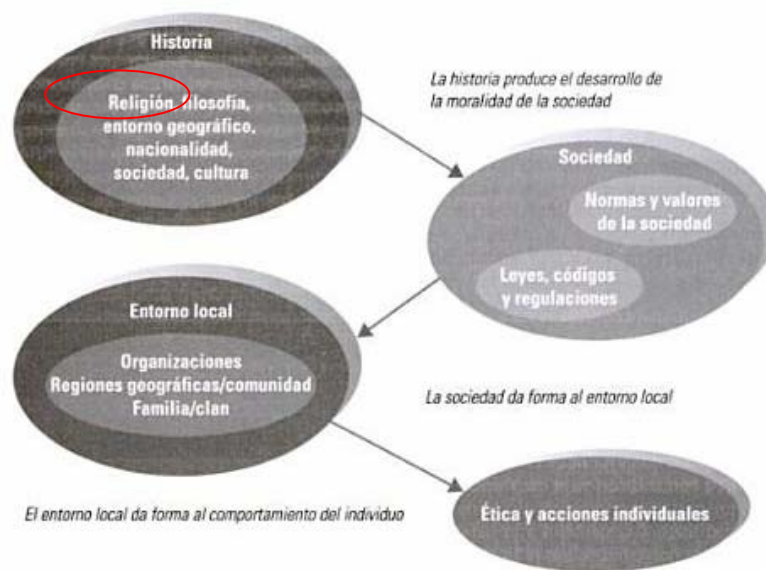 Historia
Religión, filosofía,
entorno geográfico,
nacionalidad,
sociedad, cultura
La historia produce el desarrollo de
la moralidad de la sociedad
Sociedad
Normas y valores
de la sociedad
Leyes, códigos
y regulaciones
Entorno local
Organizaciones
Regiones geográficas/comunidad
Familia/clan
La sociedad da forma al entorno local
El entorno local da forma al comportamiento del individuo
Ética y acciones individuales